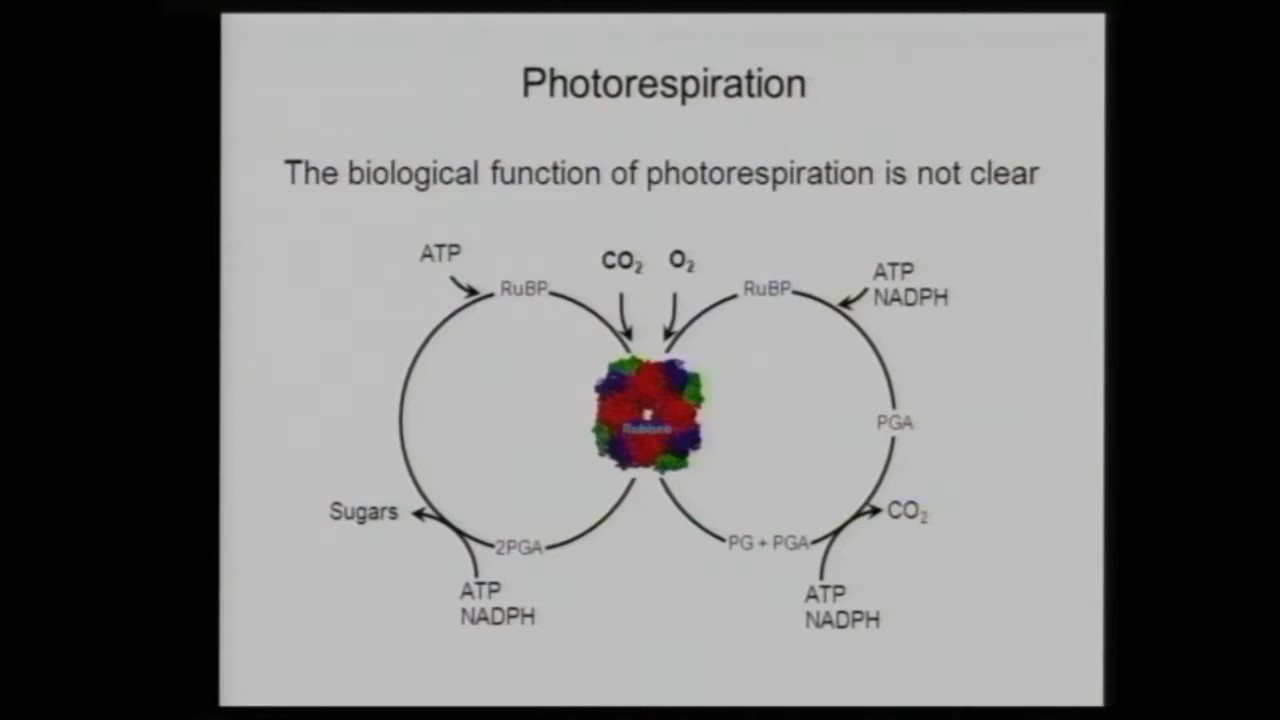 Photorespiration
The biological function of photorespiration is not clear
ATP
CO₂
O₂
ATP
NADPH
RuBP
RuBP
PGA
Rubisco
Sugars
CO₂
2PGA
PG + PGA
ATP
NADPH
ATP
NADPH